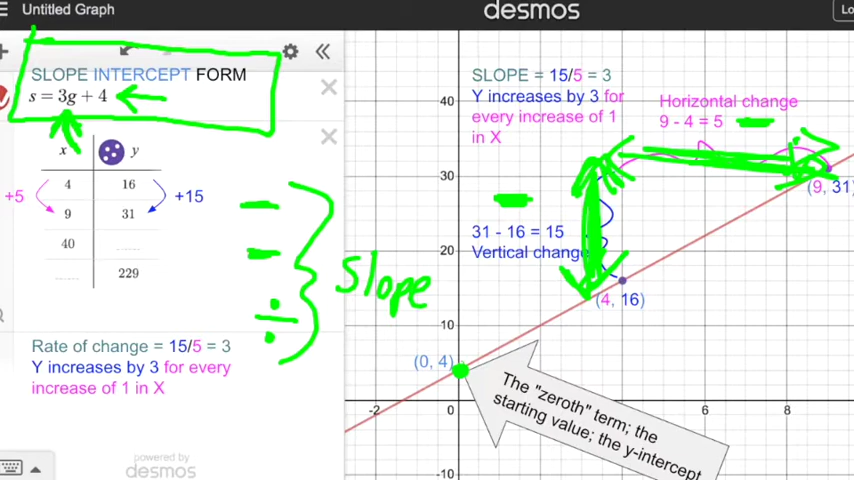 Untitled Graph
desmos
Lo
SLOPE INTERCEPT FORM
s = 3g + 4
x y
4 16
9 31
40
229
+5
+15
slope
Rate of change = 15/5 = 3
Y increases by 3 for every
increase of 1 in X
powered by
desmos
SLOPE = 15/5 = 3
Y increases by 3 for
every increase of 1
in X
Horizontal change
9 - 4 = 5
31 - 16 = 15
Vertical change
(9, 31)
(4, 16)
(0, 4)
The "zeroth" term; the
starting value; the y-intercept
40
30
20
10
-2
0
6
8
-10